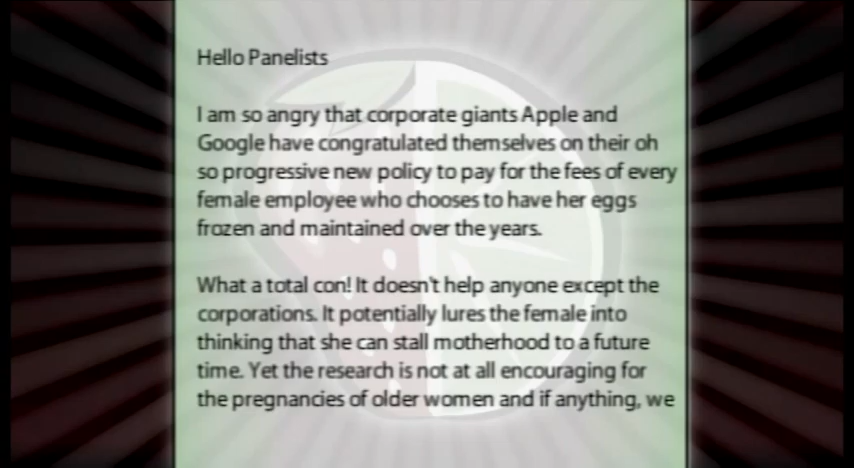 Hello Panelists
I am so angry that corporate giants Apple and
Google have congratulated themselves on their oh
so progressive new policy to pay for the fees of every
female employee who chooses to have her eggs
frozen and maintained over the years.
What a total con! It doesn't help anyone except the
corporations. It potentially lures the female into
thinking that she can stall motherhood to a future
time. Yet the research is not at all encouraging for
the pregnancies of older women and if anything, we